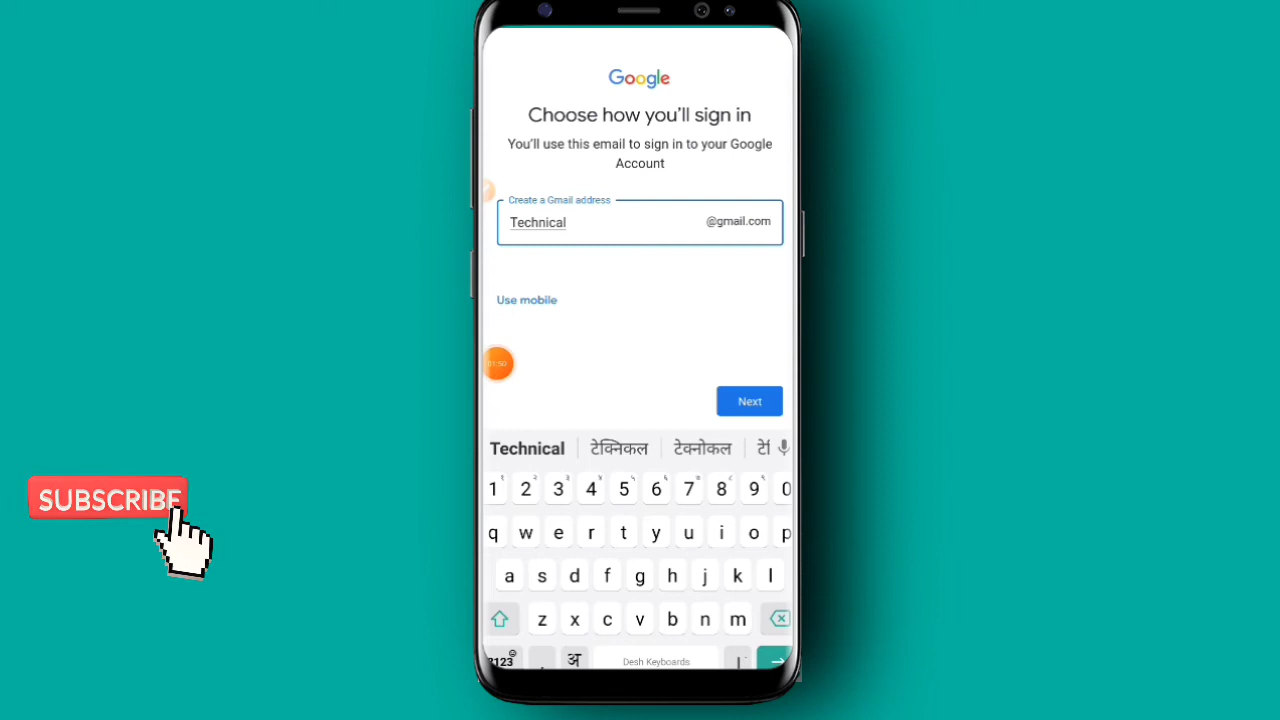 Google
Choose how you'll sign in
You'll use this email to sign in to your Google
Account
Create a Gmail address
Technical @gmail.com
Use mobile
Next
Technical टेक्निकल टेक्नोकल
1 2 3 4 5 6 7 8 9 0
q w e r t y u i o p
a s d f g h j k l
z x c v b n m
?123 अ Desh Keyboards
SUBSCRIBE